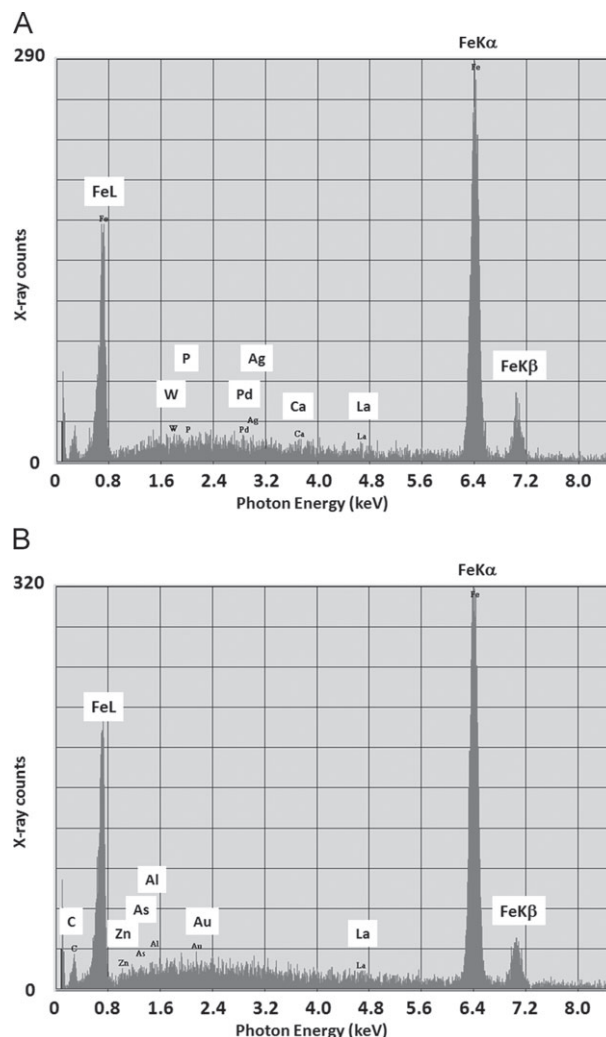 A
290
FeKα
Fe
FeL
Fe
P
Ag
FeKβ
W
Pd
Ca
La
Ag
W P Pd Ca La
X-ray counts
0
0 0.8 1.6 2.4 3.2 4.0 4.8 5.6 6.4 7.2 8.0
Photon Energy (keV)
B
FeKα
320
Fe
FeL
Al
As
C Zn Au La FeKβ
C Zn As Al Au La
X-ray counts
0
0 0.8 1.6 2.4 3.2 4.0 4.8 5.6 6.4 7.2 8.0
Photon Energy (keV)